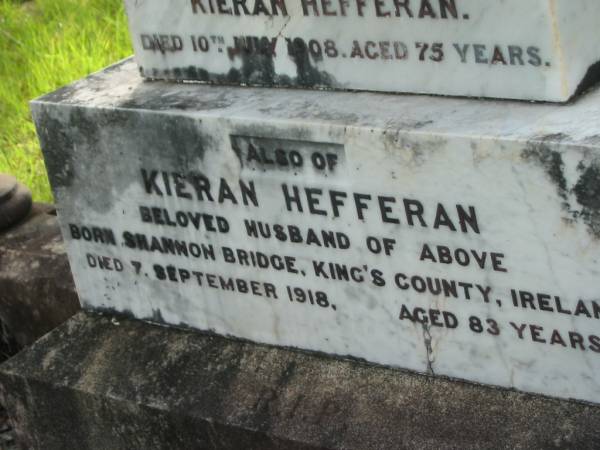 KIERAN HEFFERAN.
DIED 10TH JULY 1908. AGED 75 YEARS.
ALSO OF
KIERAN HEFFERAN
BELOVED HUSBAND OF ABOVE
BORN SHANNON BRIDGE, KING'S COUNTY, IRELAN
DIED 7, SEPTEMBER 1918, AGED 83 YEARS.
R.I.P.